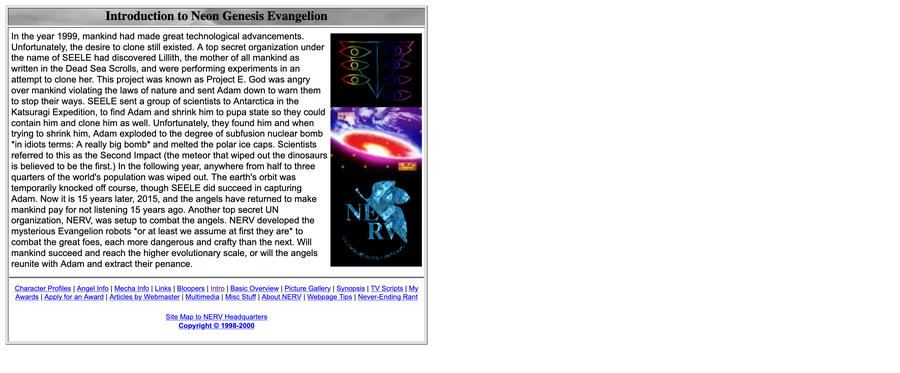 Introduction to Neon Genesis Evangelion
In the year 1999, mankind had made great technological advancements.
Unfortunately, the desire to clone still existed. A top secret organization under
the name of SEELE had discovered Lillith, the mother of all mankind as
written in the Dead Sea Scrolls, and were performing experiments in an
attempt to clone her. This project was known as Project E. God was angry
over mankind violating the laws of nature and sent Adam down to warn them
to stop their ways. SEELE sent a group of scientists to Antarctica in the
Katsuragi Expedition, to find Adam and shrink him to pupa state so they could
contain him and clone him as well. Unfortunately, they found him and when
trying to shrink him, Adam exploded to the degree of subfusion nuclear bomb
*in idiots terms: A really big bomb* and melted the polar ice caps. Scientists
referred to this as the Second Impact (the meteor that wiped out the dinosaurs
is believed to be the first.) In the following year, anywhere from half to three
quarters of the world's population was wiped out. The earth's orbit was
temporarily knocked off course, though SEELE did succeed in capturing
Adam. Now it is 15 years later, 2015, and the angels have returned to make
mankind pay for not listening 15 years ago. Another top secret UN
organization, NERV, was setup to combat the angels. NERV developed the
mysterious Evangelion robots *or at least we assume at first they are* to
combat the great foes, each more dangerous and crafty than the next. Will
mankind succeed and reach the higher evolutionary scale, or will the angels
reunite with Adam and extract their penance.
NERV
Character Profiles | Angel Info | Mecha Info | Links | Bloopers | Intro | Basic Overview | Picture Gallery | Synopsis | TV Scripts | My
Awards | Apply for an Award | Articles by Webmaster | Multimedia | Misc Stuff | About NERV | Webpage Tips | Never-Ending Rant
Site Map to NERV Headquarters
Copyright © 1998-2000